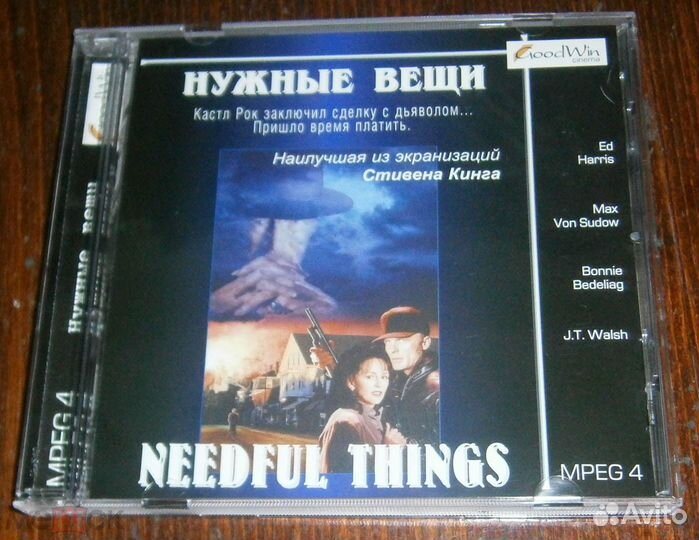 GoodWin
cinema
НУЖНЫЕ ВЕЩИ
Кастл Рок заключил сделку с дьяволом...
Пришло время платить.
Наилучшая из экранизаций
Стивена Кинга
Ed
Harris
Max
Von Sudow
Bonnie
Bedeliag
J.T. Walsh
NEEDFUL THINGS
MPEG 4
GoodWin
Нужные вещи
MPEG 4
Avito